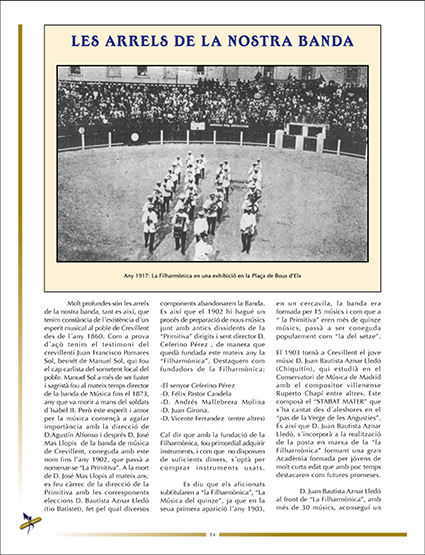 LES ARRELS DE LA NOSTRA BANDA
Any 1917: La Filharmònica en una exhibició en la Plaça de Bous d'Elx
Molt profundes són les arrels
de la nostra banda, tant es així, que
tenim constància de l´existència d'un
esperit musical al poble de Crevillent
des de l´any 1860. Com a prova
d'açò tenim el testimoni del
crevillentí Juan Francisco Pomares
Sol, besnét de Manuel Sol, qui fou
el cap carlista del sometent local del
poble. Manuel Sol a més de ser fuster
i sagristà fou al mateix temps director
de la banda de Música fins el 1873,
any que va morir a mans del soldats
d´Isabel II. Però este esperit i amor
per la música començà a agafar
importància amb la direcció de
D.Agustín Alfonso i després D. José
Mas Llopis de la banda de música
de Crevillent, coneguda amb este
nom fins l'any 1902, que passà a
nomenar-se "La Primitiva". A la mort
de D. José Mas Llopis al mateix any,
es feu càrrec de la direcció de la
Primitiva amb les corresponents
eleccions D. Bautista Aznar Lledó
(tio Batistet), fet pel qual diversos
components abandonaren la Banda.
Es així que el 1902 hi hagué un
procés de preparació de nous músics
junt amb antics dissidents de la
"Primitiva" dirigits i sent director D.
Ceferino Pérez , de manera que
quedà fundada este mateix any la
"Filharmònica". Destaquem com
fundadors de la Filharmònica:
-El senyor Ceferino Pérez
-D. Félix Pastor Candela
-D. Andrés Mallebrera Molina
-D. Juan Girona.
-D. Vicente Fernandez (entre altres)
Cal dir que amb la fundació de la
Filharmònica, fou primordial adquirir
instruments, i com que no disponven
de suficients diners, s'optà per
comprar instruments usats.
Es diu que els aficionats
subtitularen a "la Filharmònica", "La
Música del quinze", ja que en la
seua primera aparició l'any 1903,
en un cercavila, la banda era
formada per 15 músics i com que a
" la Primitiva" eren més de quinze
músics, passà a ser coneguda
popularment com "la del setze".
El 1903 tornà a Crevillent el jove
músic D. Juan Bautista Aznar Lledó
(Chiquitín), qui estudià en el
Conservatori de Música de Madrid
amb el compositor villenense
Ruperto Chapí entre altres. Este
composà el "STABAT MATER" que
s'ha cantat des d'aleshores en el
"pas de la Verge de les Angusties".
És així que D. Juan Bautista Aznar
Lledó, s'incorporà a la realització
de la posta en marxa de la "la
Filharmònica" formant una gran
Acadèmia formada per jóvens de
molt curta edat que amb poc temps
destacaren com futures promeses.
D. Juan Bautista Aznar Lledó
al front de "La Filharmònica", amb
més de 30 músics, aconseguí un
14